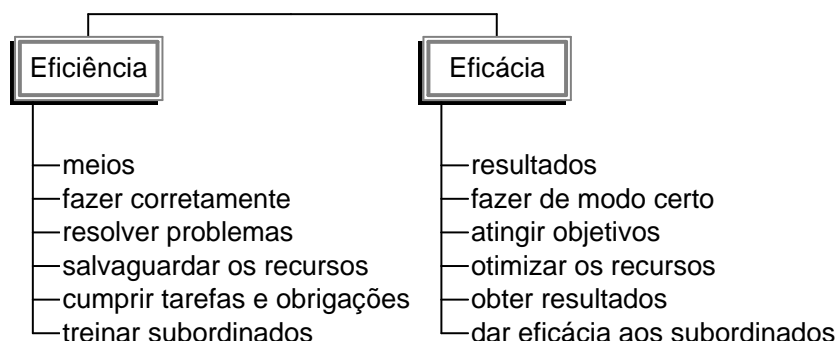 Eficiência
meios
fazer corretamente
resolver problemas
salvaguardar os recursos
cumprir tarefas e obrigações
treinar subordinados
Eficácia
resultados
fazer de modo certo
atingir objetivos
otimizar os recursos
obter resultados
dar eficácia aos subordinados